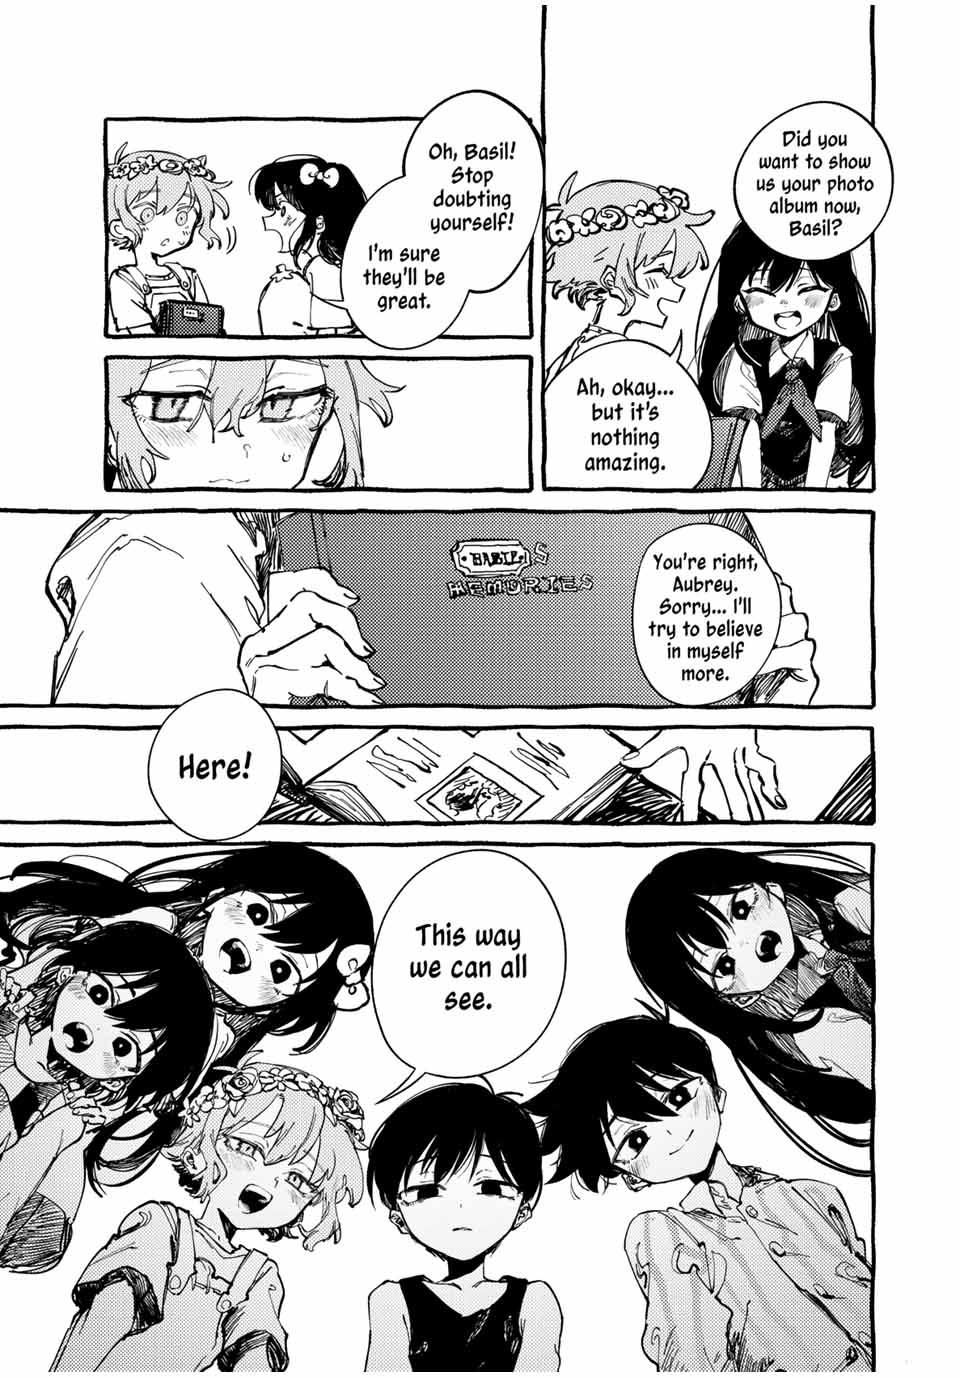 Did you
want to show
us your photo
album now,
Basil?
Ah, okay...
but it's
nothing
amazing.
Oh, Basil!
Stop
doubting
yourself!
I'm sure
they'll be
great.
You're right,
Aubrey.
Sorry... I'll
try to believe
in myself
more.
BASIL'S
MEMORIES
Here!
This way
we can all
see.